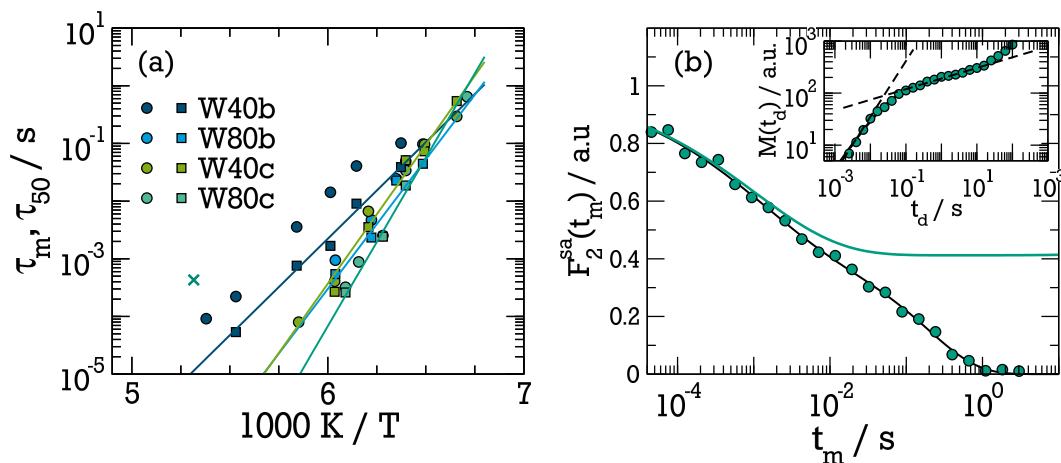 (a)
τ_m, τ_50 / s
10^1
10^-1
10^-3
10^-5
W40b
W80b
W40c
W80c
5 6 7
1000 K / T
(b)
F_2^sa(t_m) / a.u
1.2
1
0.8
0.6
0.4
0.2
0
10^-4 10^-2 10^0
t_m / s
M(t_d) / a.u.
10^3
10^2
10^1
10^-3 10^-1 10^1 10^3
t_d / s